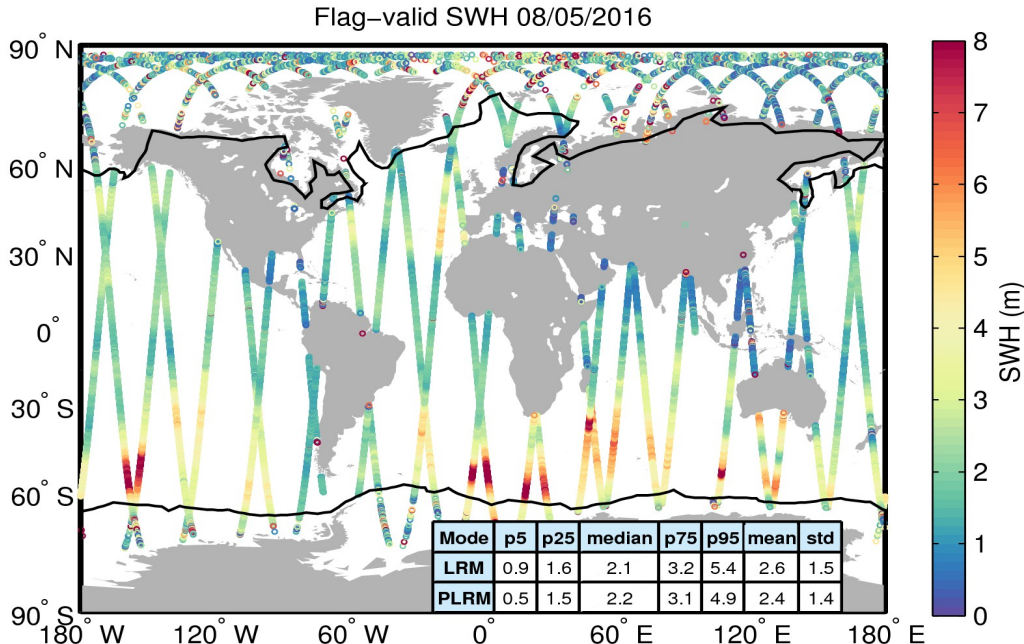 Flag−valid SWH 08/05/2016
90° N
60° N
30° N
0°
30° S
60° S
90° S
180° W
120° W
60° W
0°
60° E
120° E
180° E
Mode p5 p25 median p75 p95 mean std
LRM 0.9 1.6 2.1 3.2 5.4 2.6 1.5
PLRM 0.5 1.5 2.2 3.1 4.9 2.4 1.4
8
7
6
5
4
3
2
1
0
SWH (m)